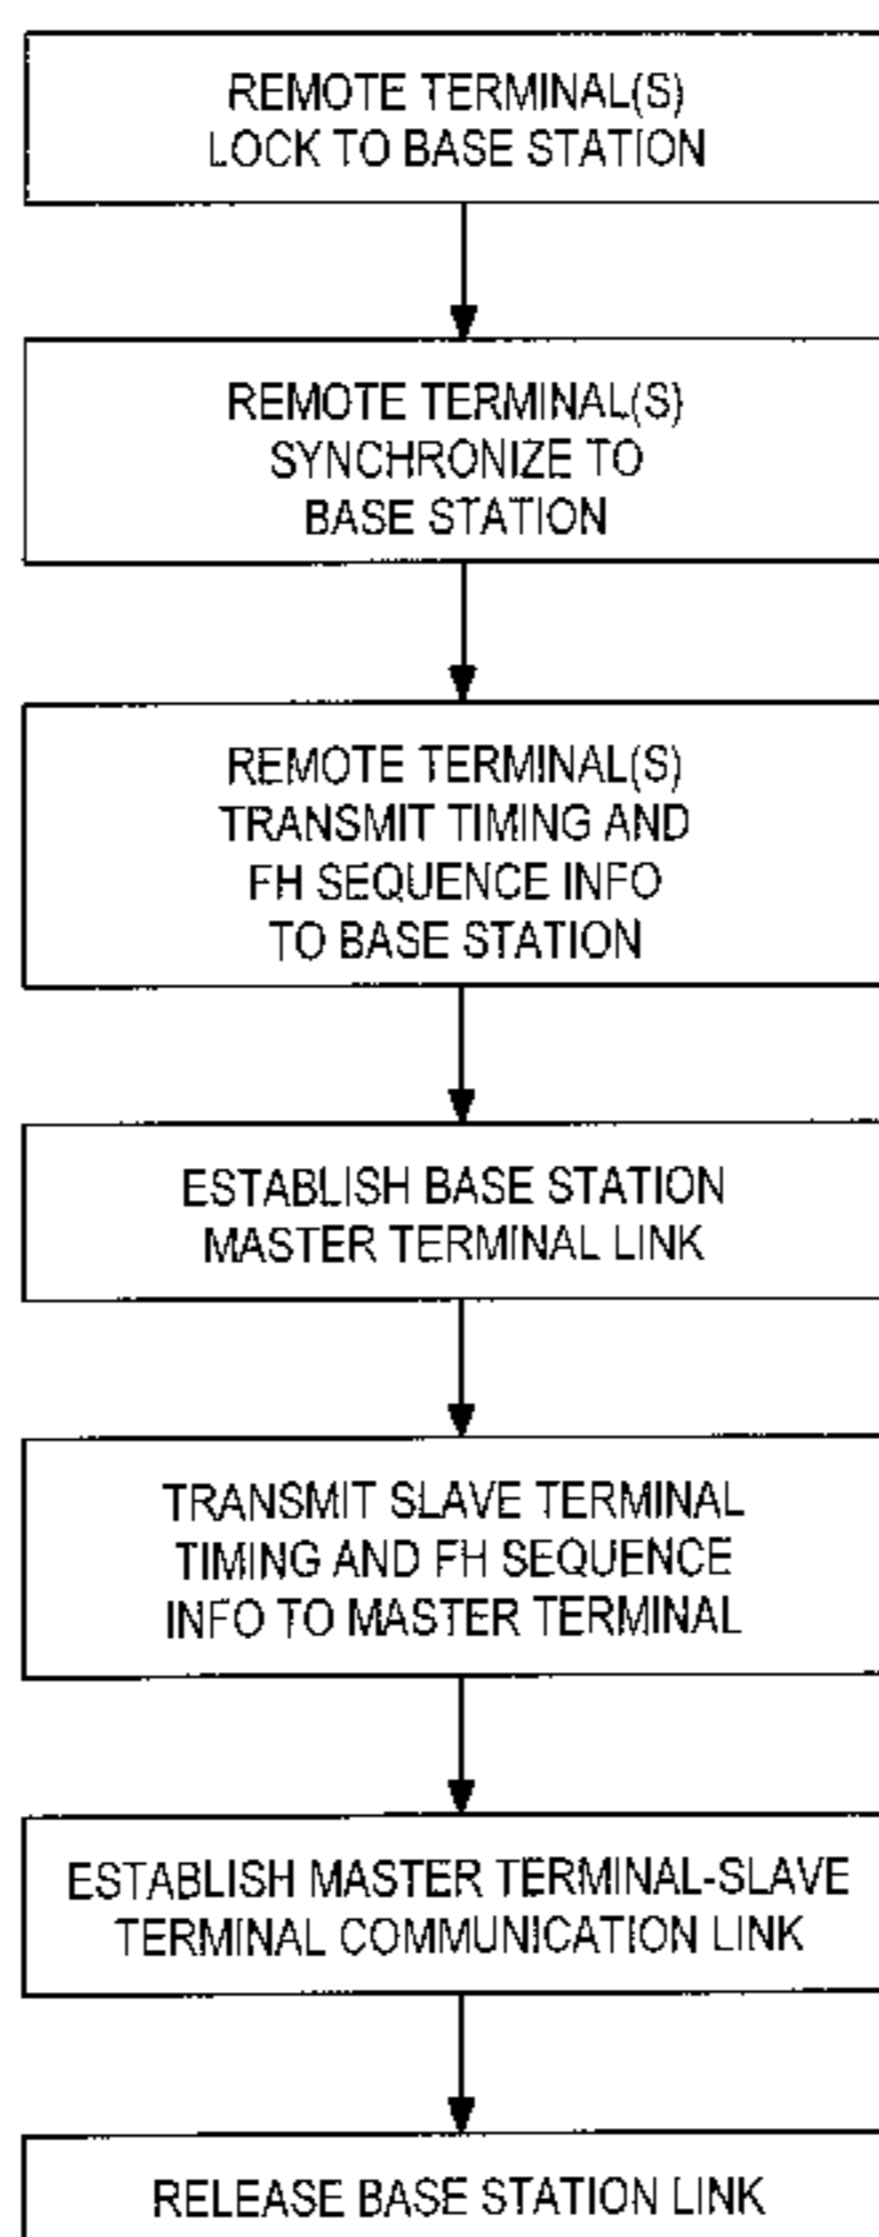 REMOTE TERMINAL(S)
LOCK TO BASE STATION
REMOTE TERMINAL(S)
SYNCHRONIZE TO
BASE STATION
REMOTE TERMINAL(S)
TRANSMIT TIMING AND
FH SEQUENCE INFO
TO BASE STATION
ESTABLISH BASE STATION
MASTER TERMINAL LINK
TRANSMIT SLAVE TERMINAL
TIMING AND FH SEQUENCE
INFO TO MASTER TERMINAL
ESTABLISH MASTER TERMINAL-SLAVE
TERMINAL COMMUNICATION LINK
RELEASE BASE STATION LINK